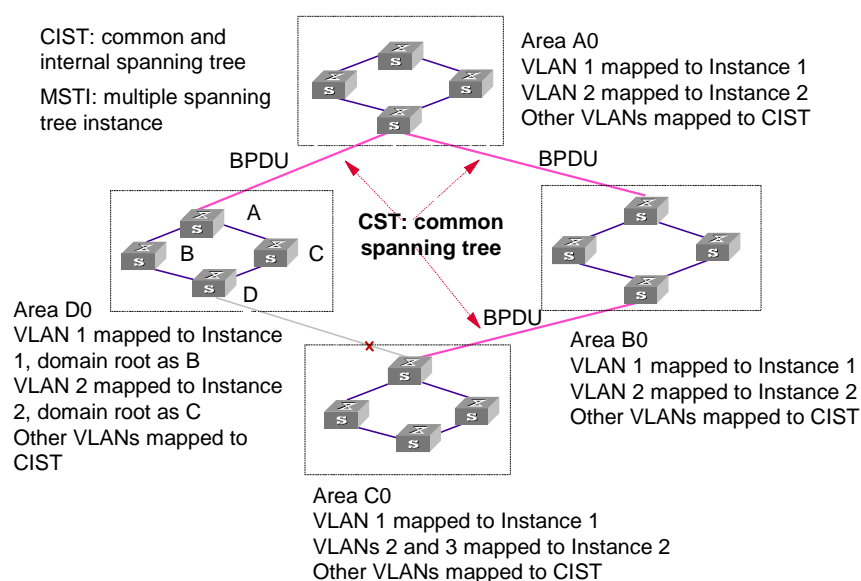 CIST: common and
internal spanning tree
MSTI: multiple spanning
tree instance
Area A0
VLAN 1 mapped to Instance 1
VLAN 2 mapped to Instance 2
Other VLANs mapped to CIST
S
S
S
S
BPDU
BPDU
CST: common
spanning tree
A
B
C
D
S
S
S
S
S
S
S
S
Area D0
VLAN 1 mapped to Instance
1, domain root as B
VLAN 2 mapped to Instance
2, domain root as C
Other VLANs mapped to
CIST
BPDU
Area B0
VLAN 1 mapped to Instance 1
VLAN 2 mapped to Instance 2
Other VLANs mapped to CIST
S
S
S
S
Area C0
VLAN 1 mapped to Instance 1
VLANs 2 and 3 mapped to Instance 2
Other VLANs mapped to CIST